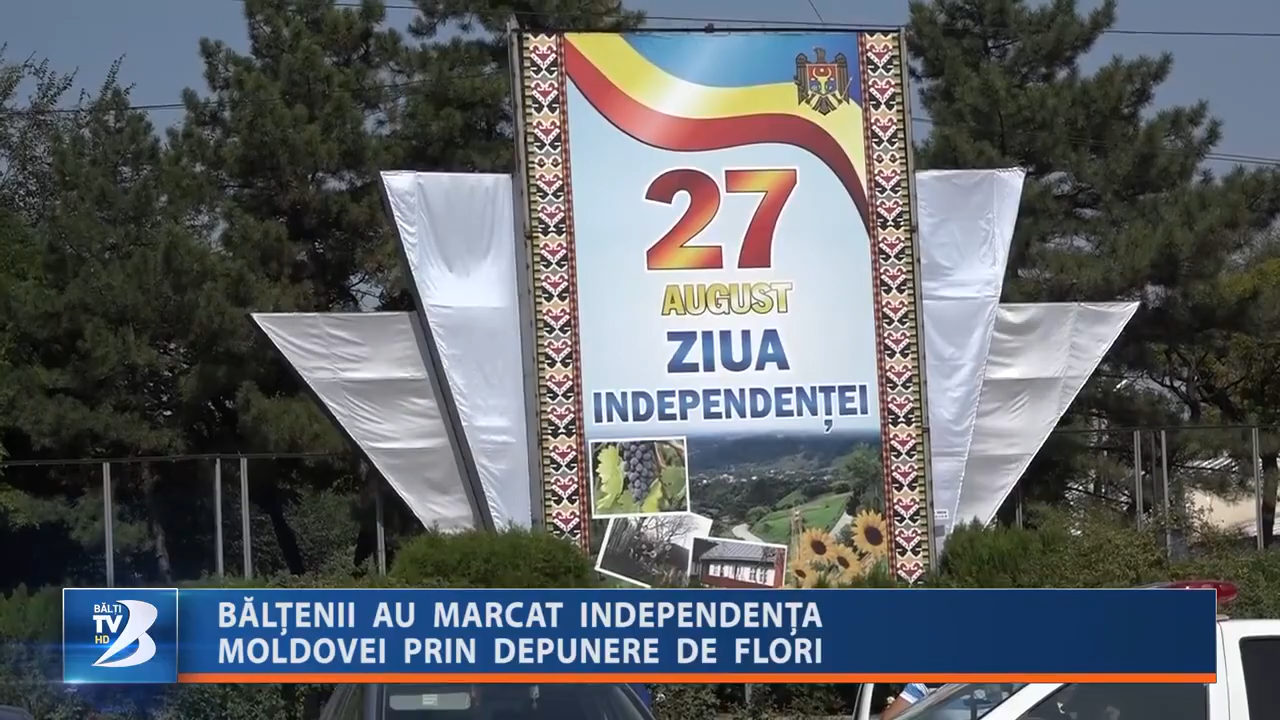 27
AUGUST
ZIUA
INDEPENDENȚEI
BĂLȚI
TV
HD
BĂLȚENII AU MARCAT INDEPENDENȚA
MOLDOVEI PRIN DEPUNERE DE FLORI